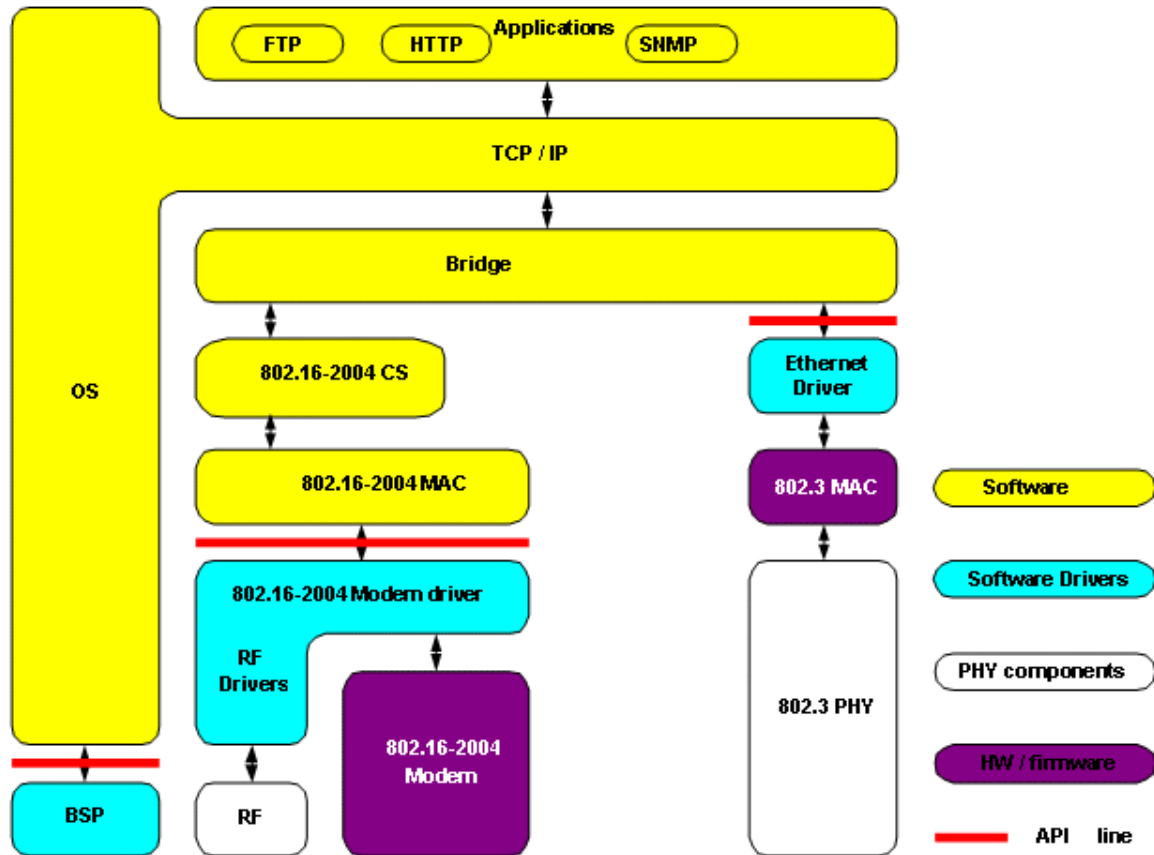 Applications
FTP
HTTP
SNMP
TCP / IP
Bridge
OS
802.16-2004 CS
Ethernet
Driver
802.16-2004 MAC
802.3 MAC
802.16-2004 Modern driver
RF
Drivers
802.16-2004
Modern
802.3 PHY
BSP
RF
Software
Software Drivers
PHY components
HW / firmware
API line